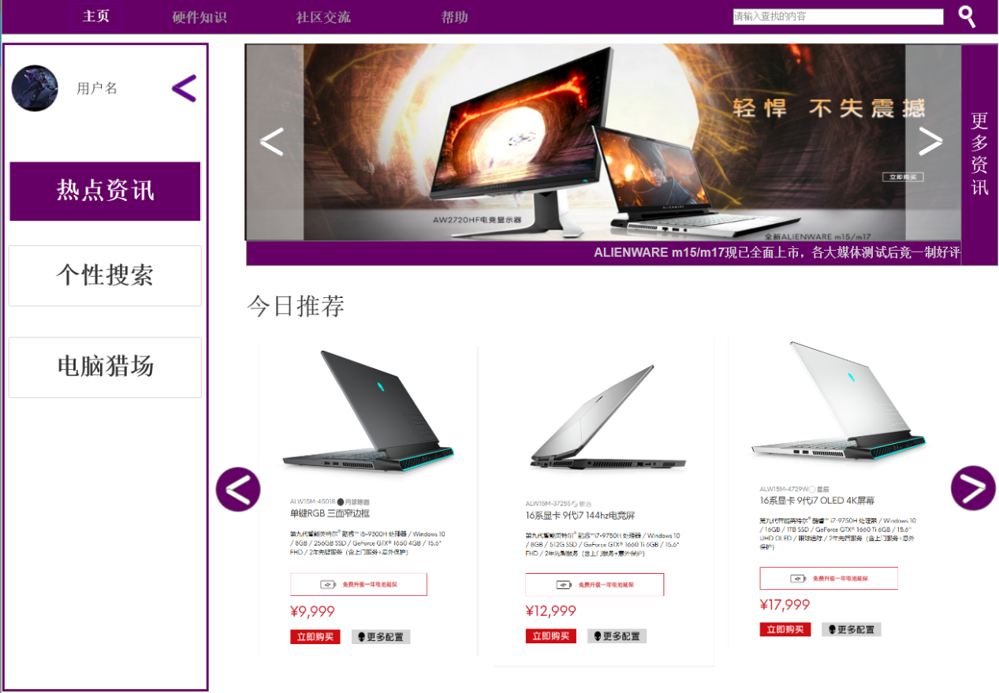 主页
硬件知识
社区交流
帮助
请输入查找的内容
用户名
热点资讯
个性搜索
电脑猎场
轻悍 不失震撼
立即购买
AW2720HF电竞显示器
全新ALIENWARE m15/m17
更多资讯
ALIENWARE m15/m17现已全面上市，各大媒体测试后竟一制好评
今日推荐
ALW15M-4501B 月球暗面
单键RGB 三面窄边框
第九代智能英特尔® 酷睿™ i5-9300H 处理器 / Windows 10
/ 8GB / 256GB SSD / GeForce GTX® 1650 4GB / 15.6"
FHD / 2年先智服务（含上门服务+意外保护）
免费升级一年电池延保
¥9,999
立即购买
更多配置
ALW15M-3725S 银色
16系显卡 9代i7 144hz电竞屏
第九代智能英特尔® 酷睿™i7-9750H 处理器 / Windows 10
/ 8GB / 512G SSD / GeForce GTX® 1660 Ti 6GB / 15.6"
FHD / 2年先智服务（含上门服务+意外保护）
免费升级一年电池延保
¥12,999
立即购买
更多配置
ALW15M-4729W 星辰
16系显卡 9代i7 OLED 4K屏幕
第九代智能英特尔® 酷睿™ i7-9750H 处理器 / Windows 10
/ 16GB / 1TB SSD / GeForce GTX® 1660 Ti 6GB / 15.6"
UHD OLED / 眼球追踪 / 2年先智服务（含上门服务+意外
保护）
免费升级一年电池延保
¥17,999
立即购买
更多配置